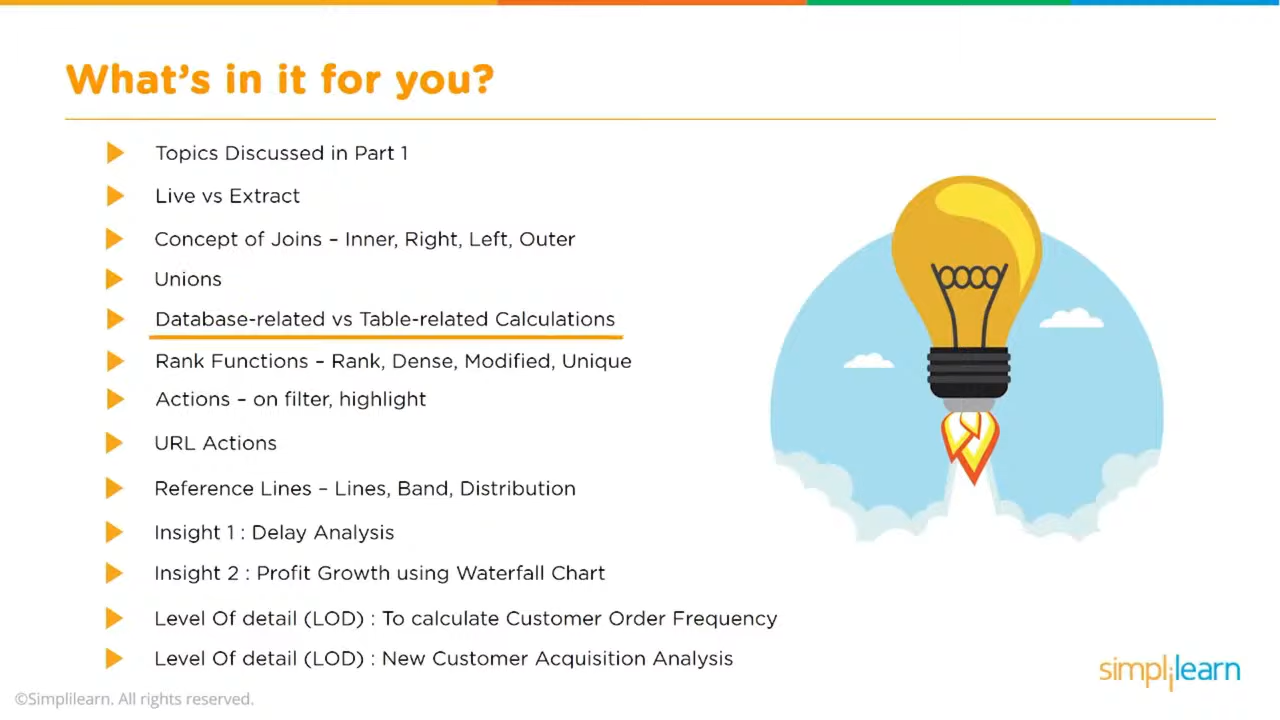 What's in it for you?
Topics Discussed in Part 1
Live vs Extract
Concept of Joins – Inner, Right, Left, Outer
Unions
Database-related vs Table-related Calculations
Rank Functions – Rank, Dense, Modified, Unique
Actions – on filter, highlight
URL Actions
Reference Lines – Lines, Band, Distribution
Insight 1 : Delay Analysis
Insight 2 : Profit Growth using Waterfall Chart
Level Of detail (LOD) : To calculate Customer Order Frequency
Level Of detail (LOD) : New Customer Acquisition Analysis
simplilearn
©Simplilearn. All rights reserved.